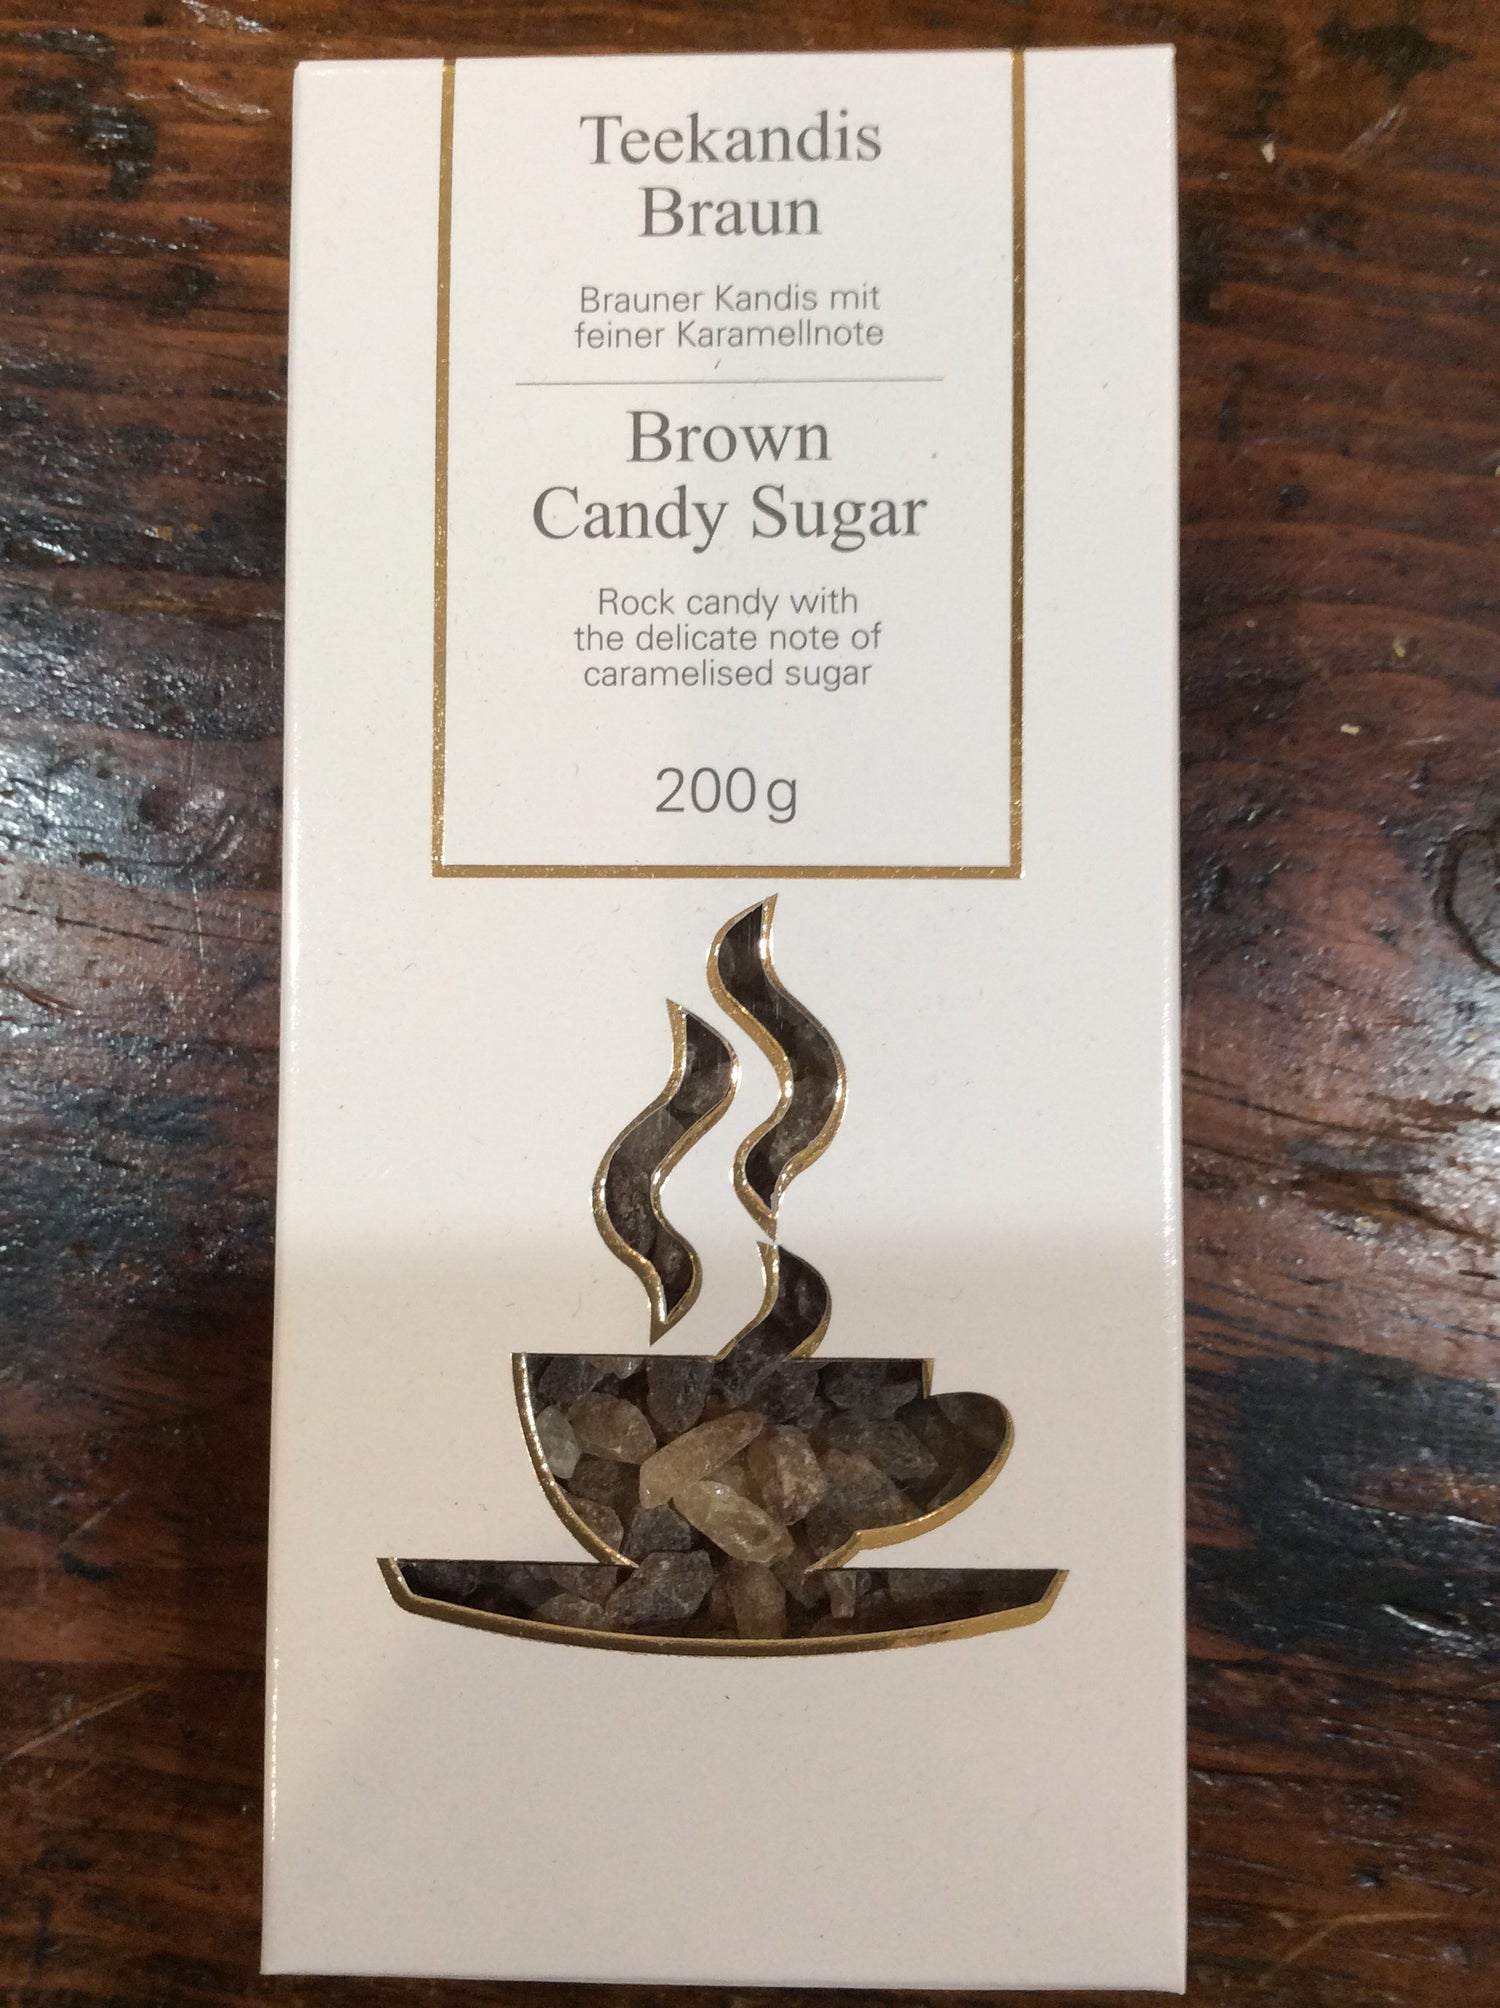 Teekandis
Braun
Brauner Kandis mit
feiner Karamellnote
Brown
Candy Sugar
Rock candy with
the delicate note of
caramelised sugar
200g